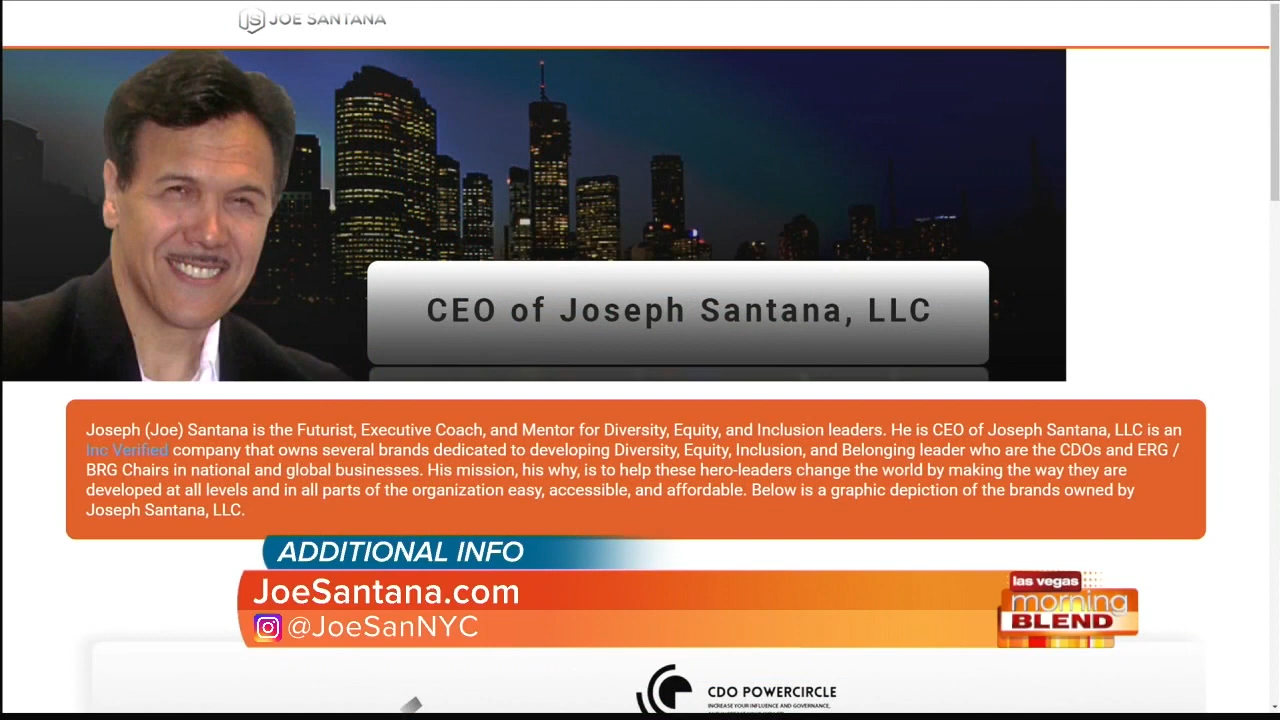 JS JOE SANTANA
CEO of Joseph Santana, LLC
Joseph (Joe) Santana is the Futurist, Executive Coach, and Mentor for Diversity, Equity, and Inclusion leaders. He is CEO of Joseph Santana, LLC is an
Inc Verified company that owns several brands dedicated to developing Diversity, Equity, Inclusion, and Belonging leader who are the CDOs and ERG /
BRG Chairs in national and global businesses. His mission, his why, is to help these hero-leaders change the world by making the way they are
developed at all levels and in all parts of the organization easy, accessible, and affordable. Below is a graphic depiction of the brands owned by
Joseph Santana, LLC.
ADDITIONAL INFO
JoeSantana.com
@JoeSanNYC
las vegas
morning
BLEND
CDO POWERCIRCLE
INCREASE YOUR INFLUENCE AND GOVERNANCE,